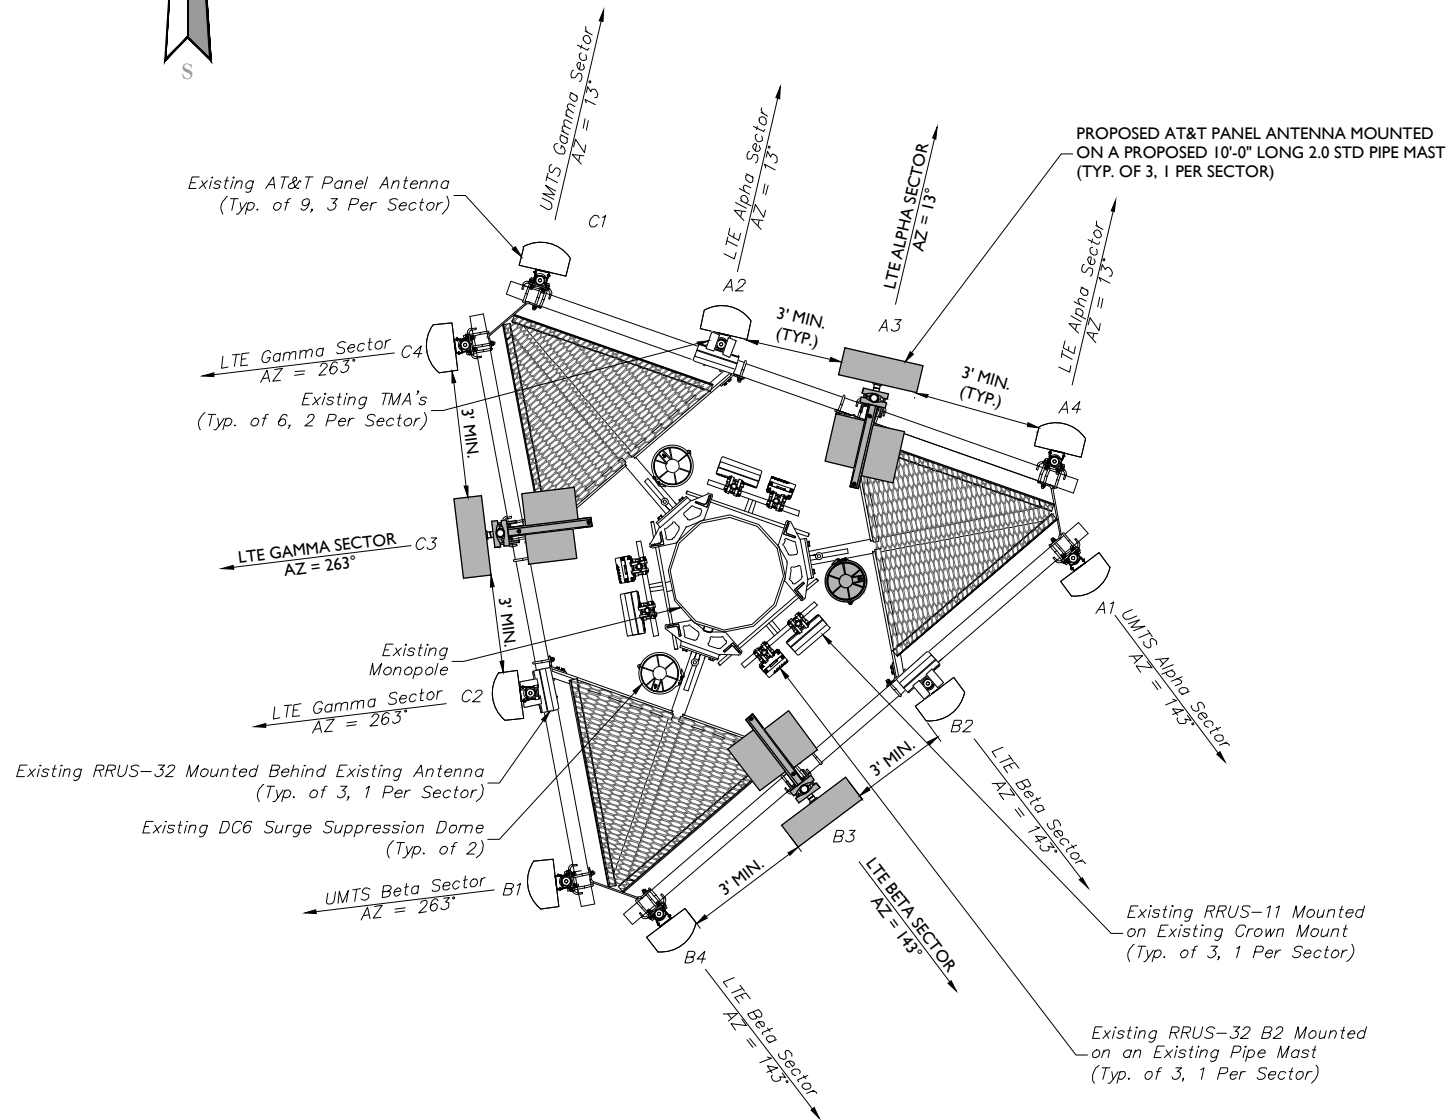 S
UMTS Gamma Sector
AZ = 13°
LTE Alpha Sector
AZ = 13°
LTE ALPHA SECTOR
AZ = 13°
PROPOSED AT&T PANEL ANTENNA MOUNTED
ON A PROPOSED 10'-0" LONG 2.0 STD PIPE MAST
(TYP. OF 3, 1 PER SECTOR)
Existing AT&T Panel Antenna
(Typ. of 9, 3 Per Sector)
C1
LTE Alpha Sector
AZ = 13°
A2
3' MIN.
(TYP.)
A3
3' MIN.
(TYP.)
A4
LTE Gamma Sector
AZ = 263°
C4
Existing TMA's
(Typ. of 6, 2 Per Sector)
3' MIN.
LTE GAMMA SECTOR
AZ = 263°
C3
3' MIN.
A1
UMTS Alpha Sector
AZ = 143°
Existing
Monopole
LTE Gamma Sector
AZ = 263°
C2
B2
3' MIN.
LTE Beta Sector
AZ = 143°
Existing RRUS-32 Mounted Behind Existing Antenna
(Typ. of 3, 1 Per Sector)
Existing DC6 Surge Suppression Dome
(Typ. of 2)
B3
3' MIN.
LTE BETA SECTOR
AZ = 143°
UMTS Beta Sector
AZ = 263°
B1
B4
LTE Beta Sector
AZ = 143°
Existing RRUS-11 Mounted
on Existing Crown Mount
(Typ. of 3, 1 Per Sector)
Existing RRUS-32 B2 Mounted
on an Existing Pipe Mast
(Typ. of 3, 1 Per Sector)